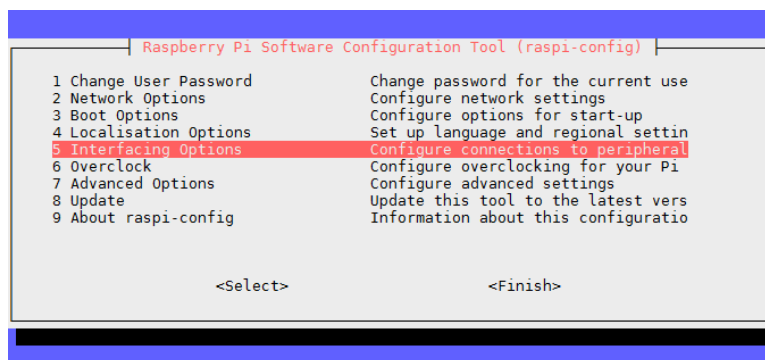 Raspberry Pi Software Configuration Tool (raspi-config)
1 Change User Password Change password for the current use
2 Network Options Configure network settings
3 Boot Options Configure options for start-up
4 Localisation Options Set up language and regional settin
5 Interfacing Options Configure connections to peripheral
6 Overclock Configure overclocking for your Pi
7 Advanced Options Configure advanced settings
8 Update Update this tool to the latest vers
9 About raspi-config Information about this configuratio
<Select> <Finish>